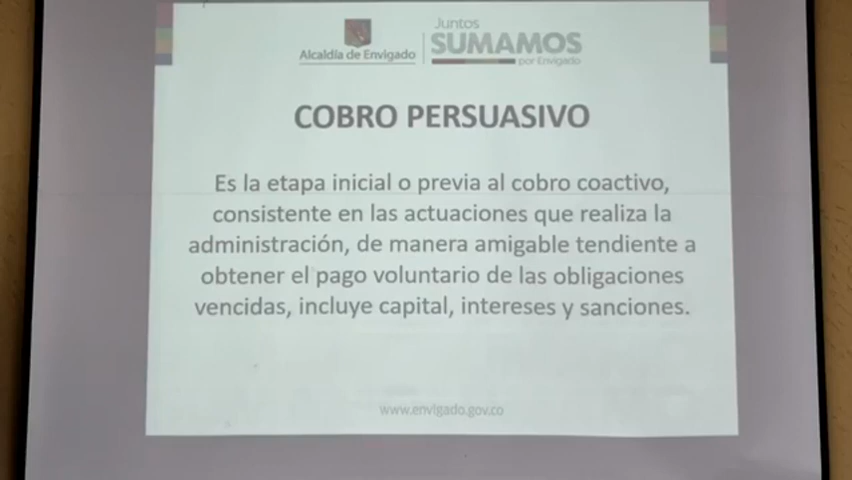 Alcaldía de Envigado
Juntos
SUMAMOS
por Envigado
COBRO PERSUASIVO
Es la etapa inicial o previa al cobro coactivo,
consistente en las actuaciones que realiza la
administración, de manera amigable tendiente a
obtener el pago voluntario de las obligaciones
vencidas, incluye capital, intereses y sanciones.
www.envigado.gov.co